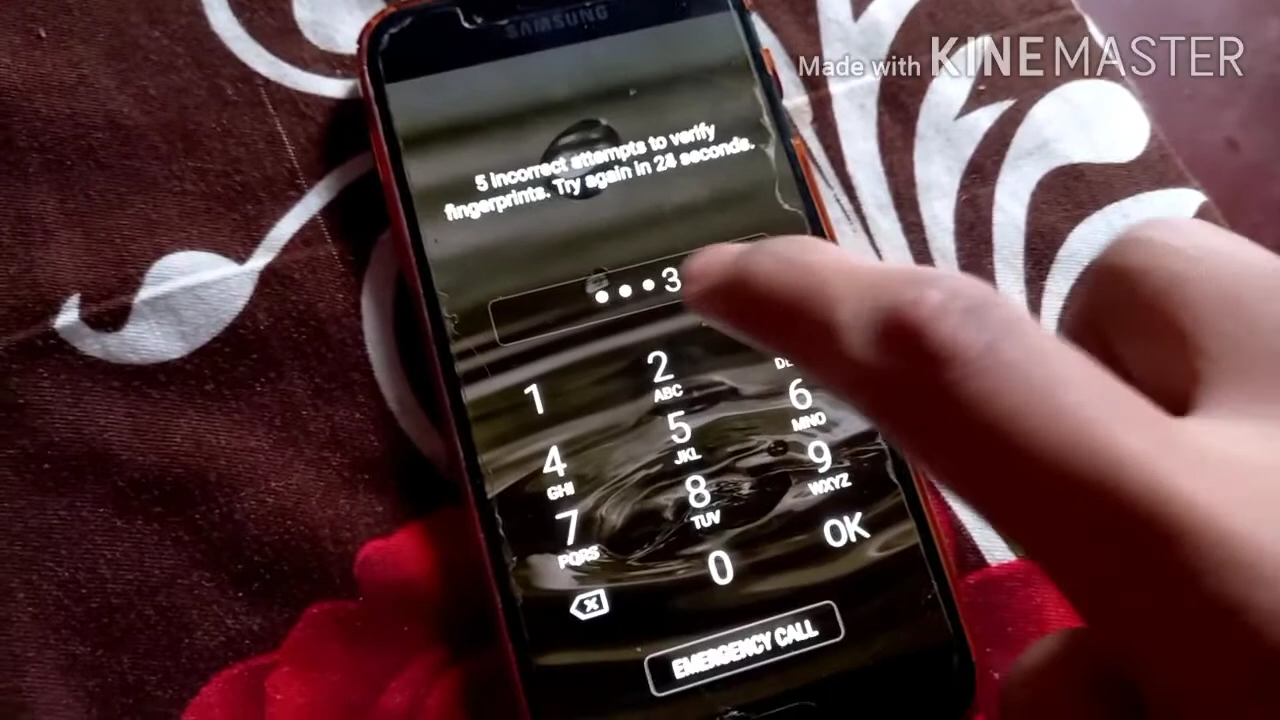 SAMSUNG
Made with KINEMASTER
5 incorrect attempts to verify
fingerprints. Try again in 24 seconds.
•••3
1
2
ABC
4
GHI
5
JKL
6
MNO
7
PQRS
8
TUV
9
WXYZ
0
OK
EMERGENCY CALL